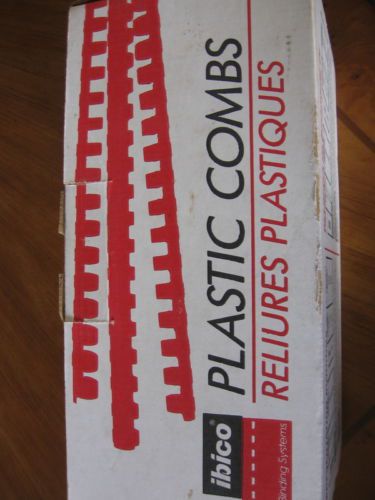 PLASTIC COMBS
RELIURES PLASTIQUES
ibico
Binding Systems